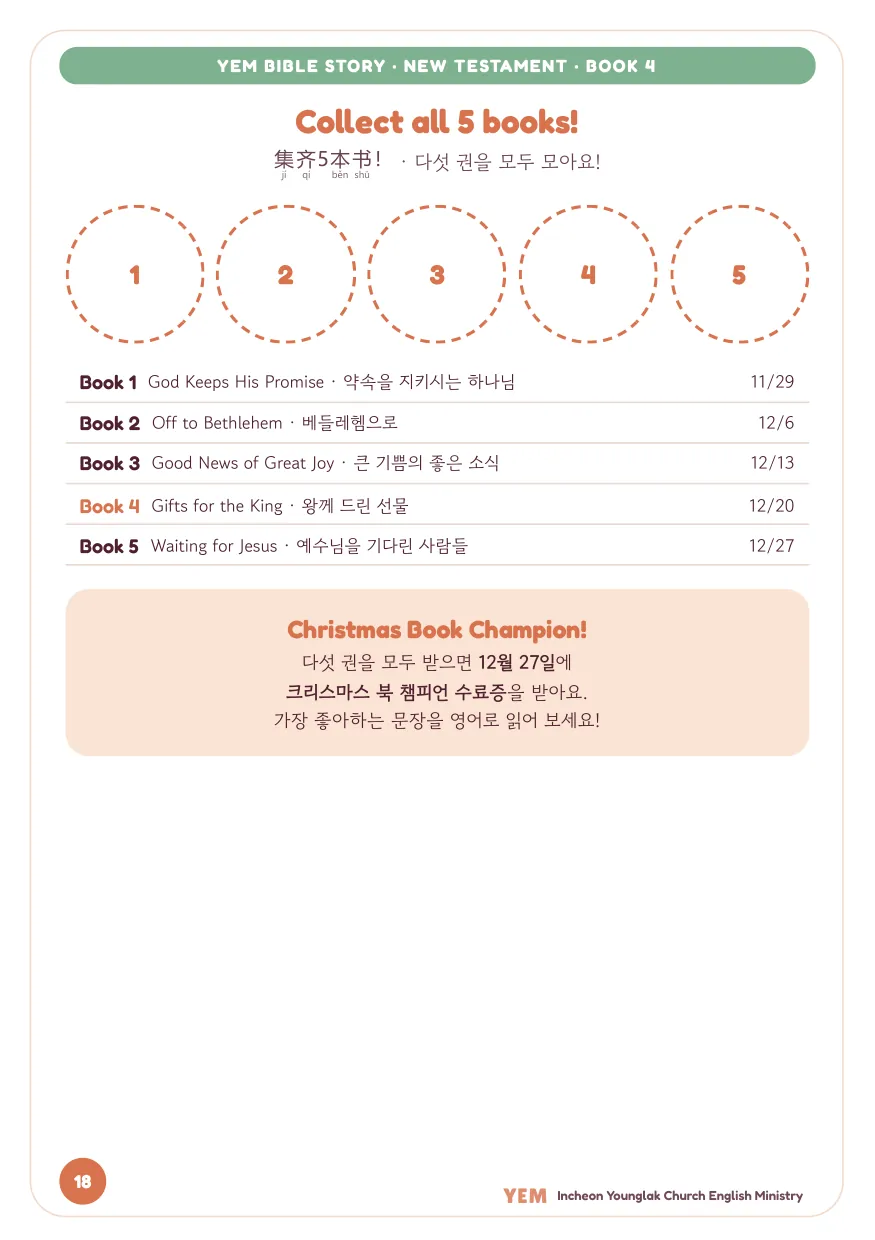 YEM BIBLE STORY · NEW TESTAMENT · BOOK 4
Collect all 5 books!
集齐5本书! · 다섯 권을 모두 모아요!
jí qí běn shū
1 2 3 4 5
Book 1 God Keeps His Promise · 약속을 지키시는 하나님 11/29
Book 2 Off to Bethlehem · 베들레헴으로 12/6
Book 3 Good News of Great Joy · 큰 기쁨의 좋은 소식 12/13
Book 4 Gifts for the King · 왕께 드린 선물 12/20
Book 5 Waiting for Jesus · 예수님을 기다린 사람들 12/27
Christmas Book Champion!
다섯 권을 모두 받으면 12월 27일에
크리스마스 북 챔피언 수료증을 받아요.
가장 좋아하는 문장을 영어로 읽어 보세요!
18
YEM Incheon Younglak Church English Ministry